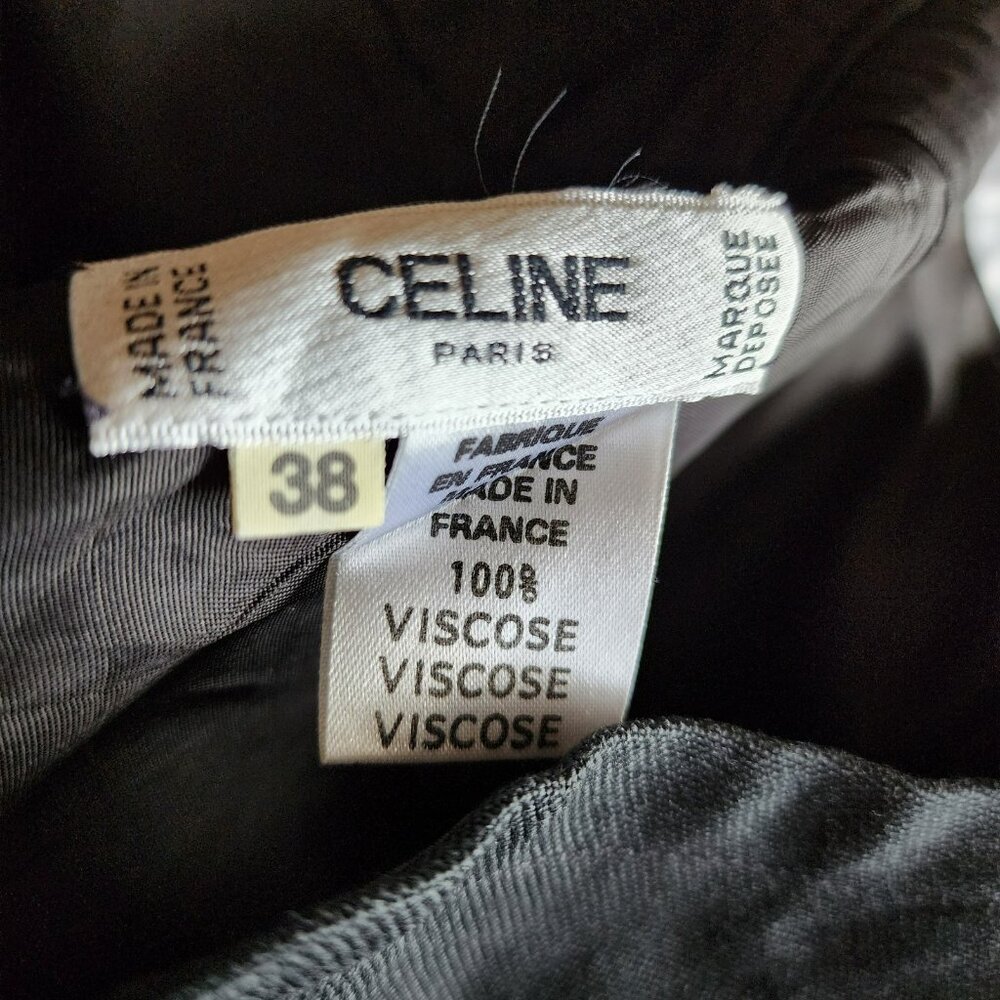 MADE IN
FRANCE
CELINE
PARIS
MARQUE
DEPOSEE
38
FABRIQUE
EN FRANCE
MADE IN
FRANCE
100%
VISCOSE
VISCOSE
VISCOSE